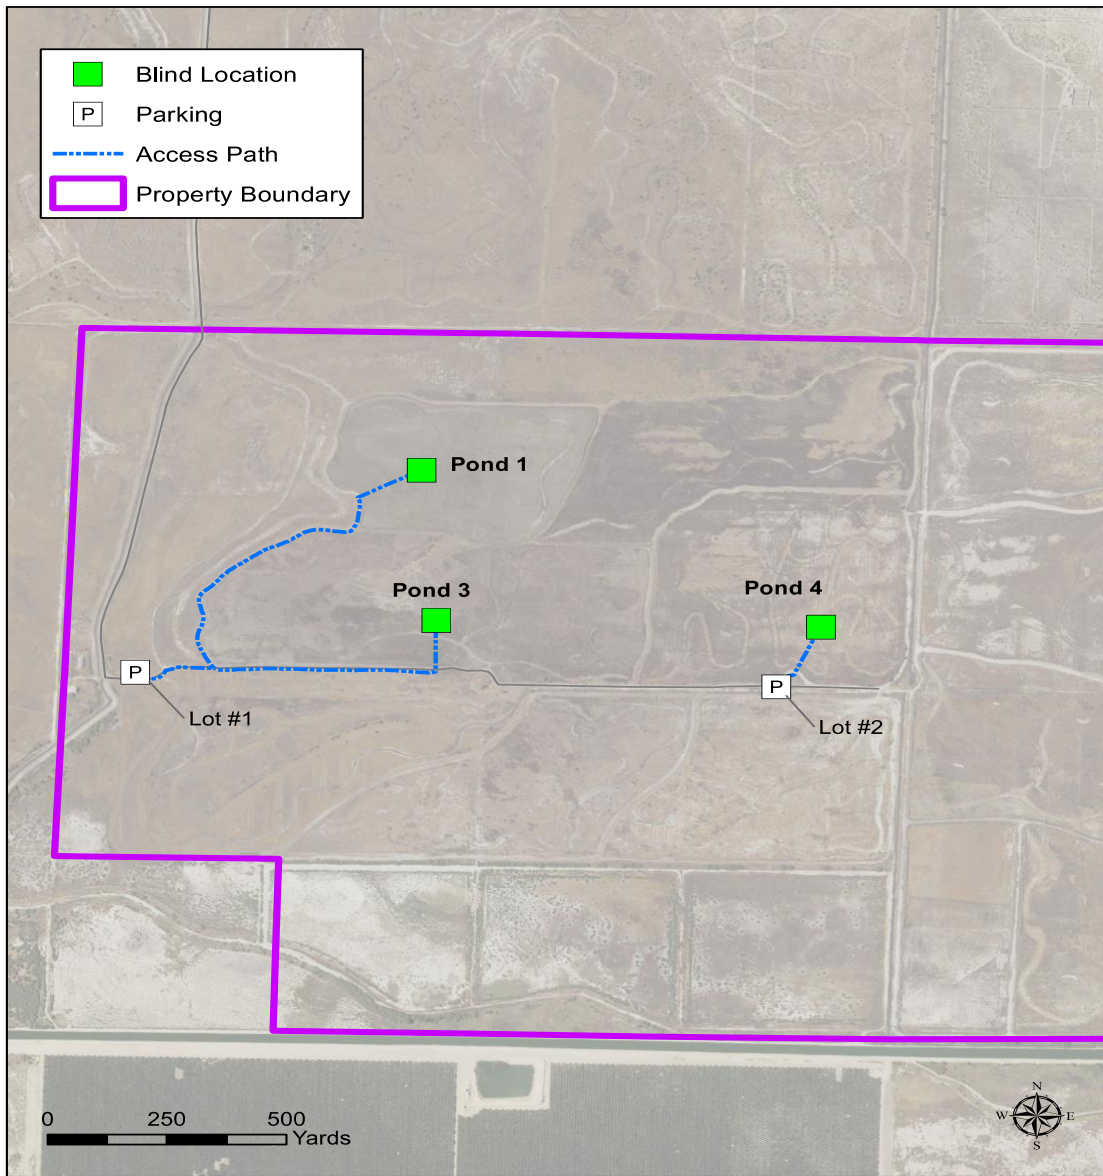 Blind Location
P Parking
Access Path
Property Boundary
Pond 1
Pond 3
Pond 4
P
Lot #1
P
Lot #2
0 250 500
Yards
N
W E
S